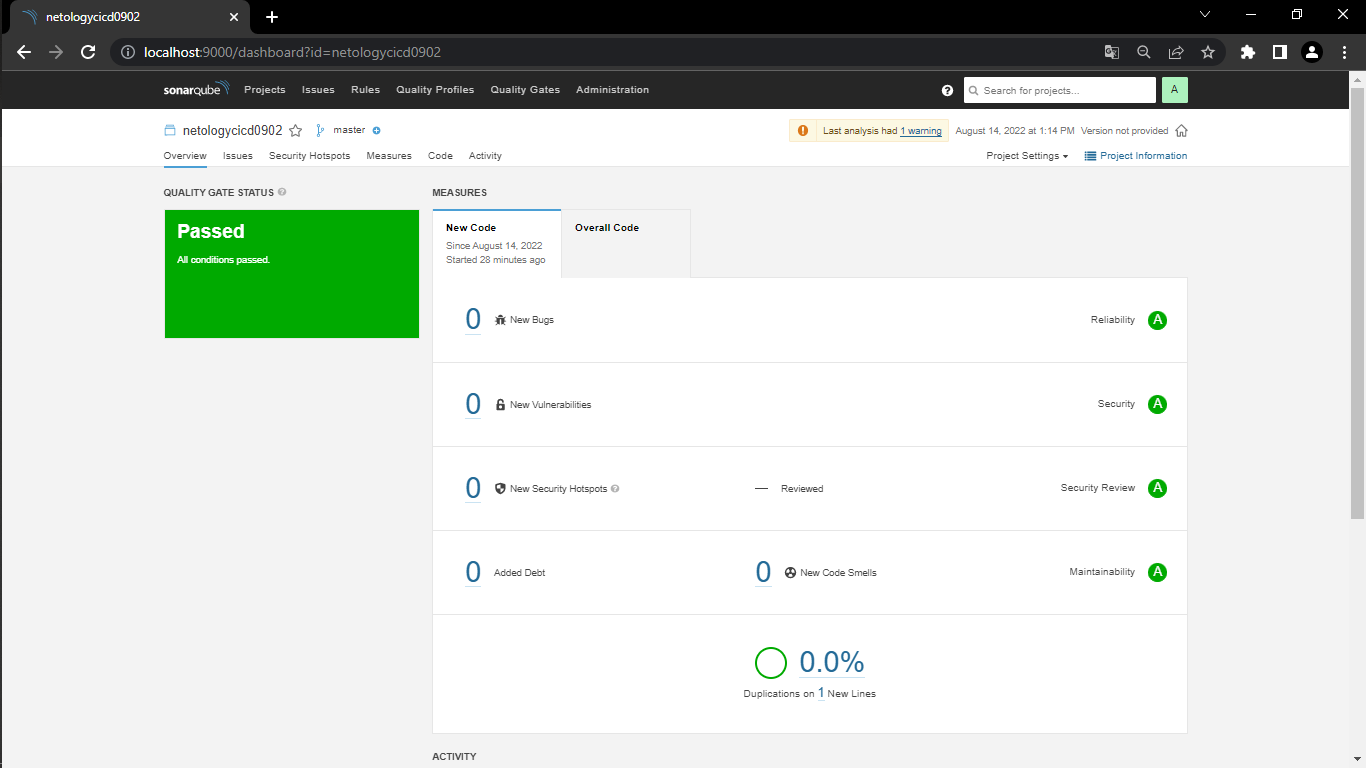 netologycicd0902
localhost:9000/dashboard?id=netologycicd0902
sonarqube Projects Issues Rules Quality Profiles Quality Gates Administration Search for projects... A
netologycicd0902 master Last analysis had 1 warning August 14, 2022 at 1:14 PM Version not provided
Overview Issues Security Hotspots Measures Code Activity Project Settings Project Information
QUALITY GATE STATUS
Passed
All conditions passed.
MEASURES
New Code
Since August 14, 2022
Started 28 minutes ago
Overall Code
0 New Bugs Reliability A
0 New Vulnerabilities Security A
0 New Security Hotspots — Reviewed Security Review A
0 Added Debt 0 New Code Smells Maintainability A
0.0%
Duplications on 1 New Lines
ACTIVITY